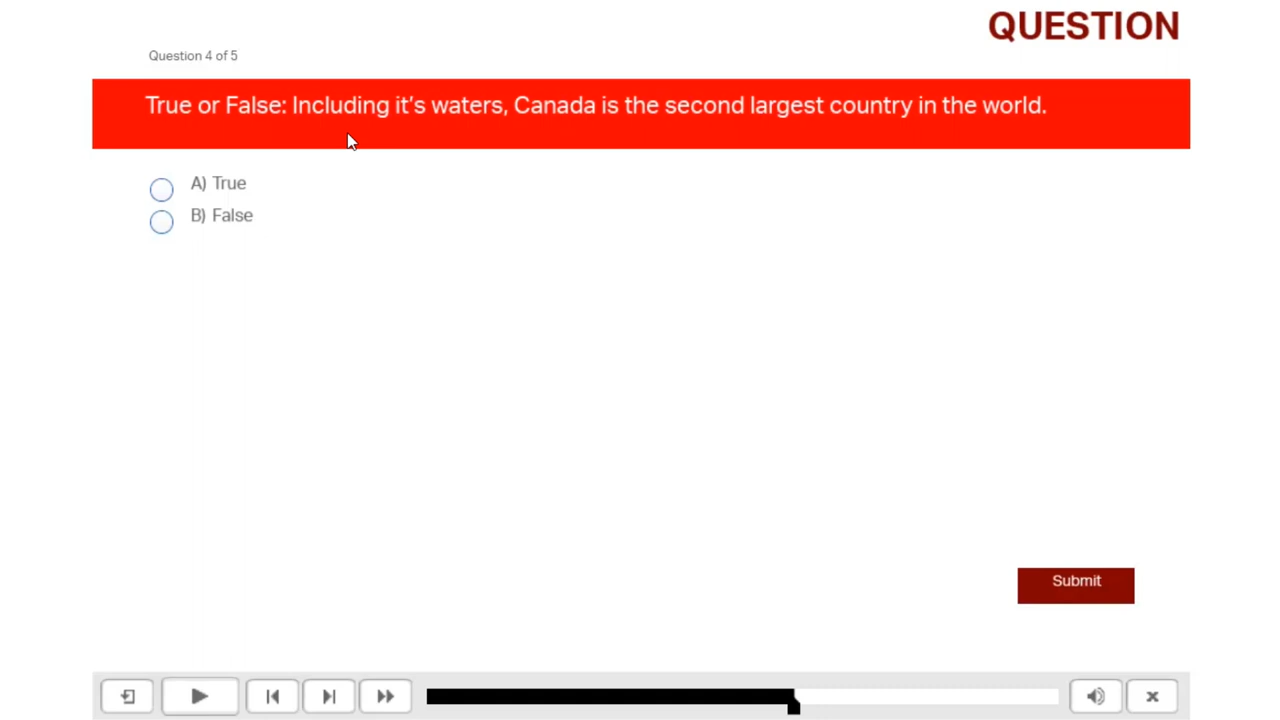 QUESTION
Question 4 of 5
True or False: Including it's waters, Canada is the second largest country in the world.
A) True
B) False
Submit